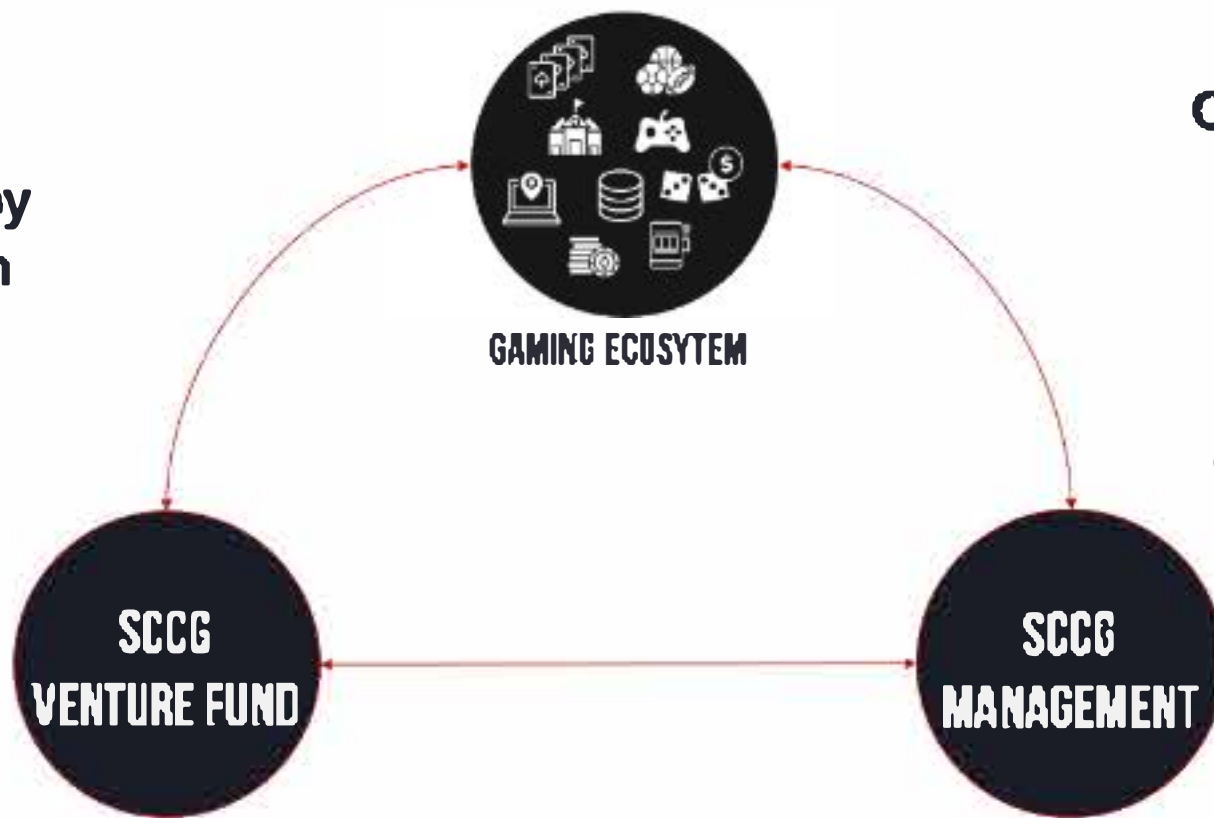 GAMING ECOSYTEM
SCCG
VENTURE FUND
SCCG
MANAGEMENT